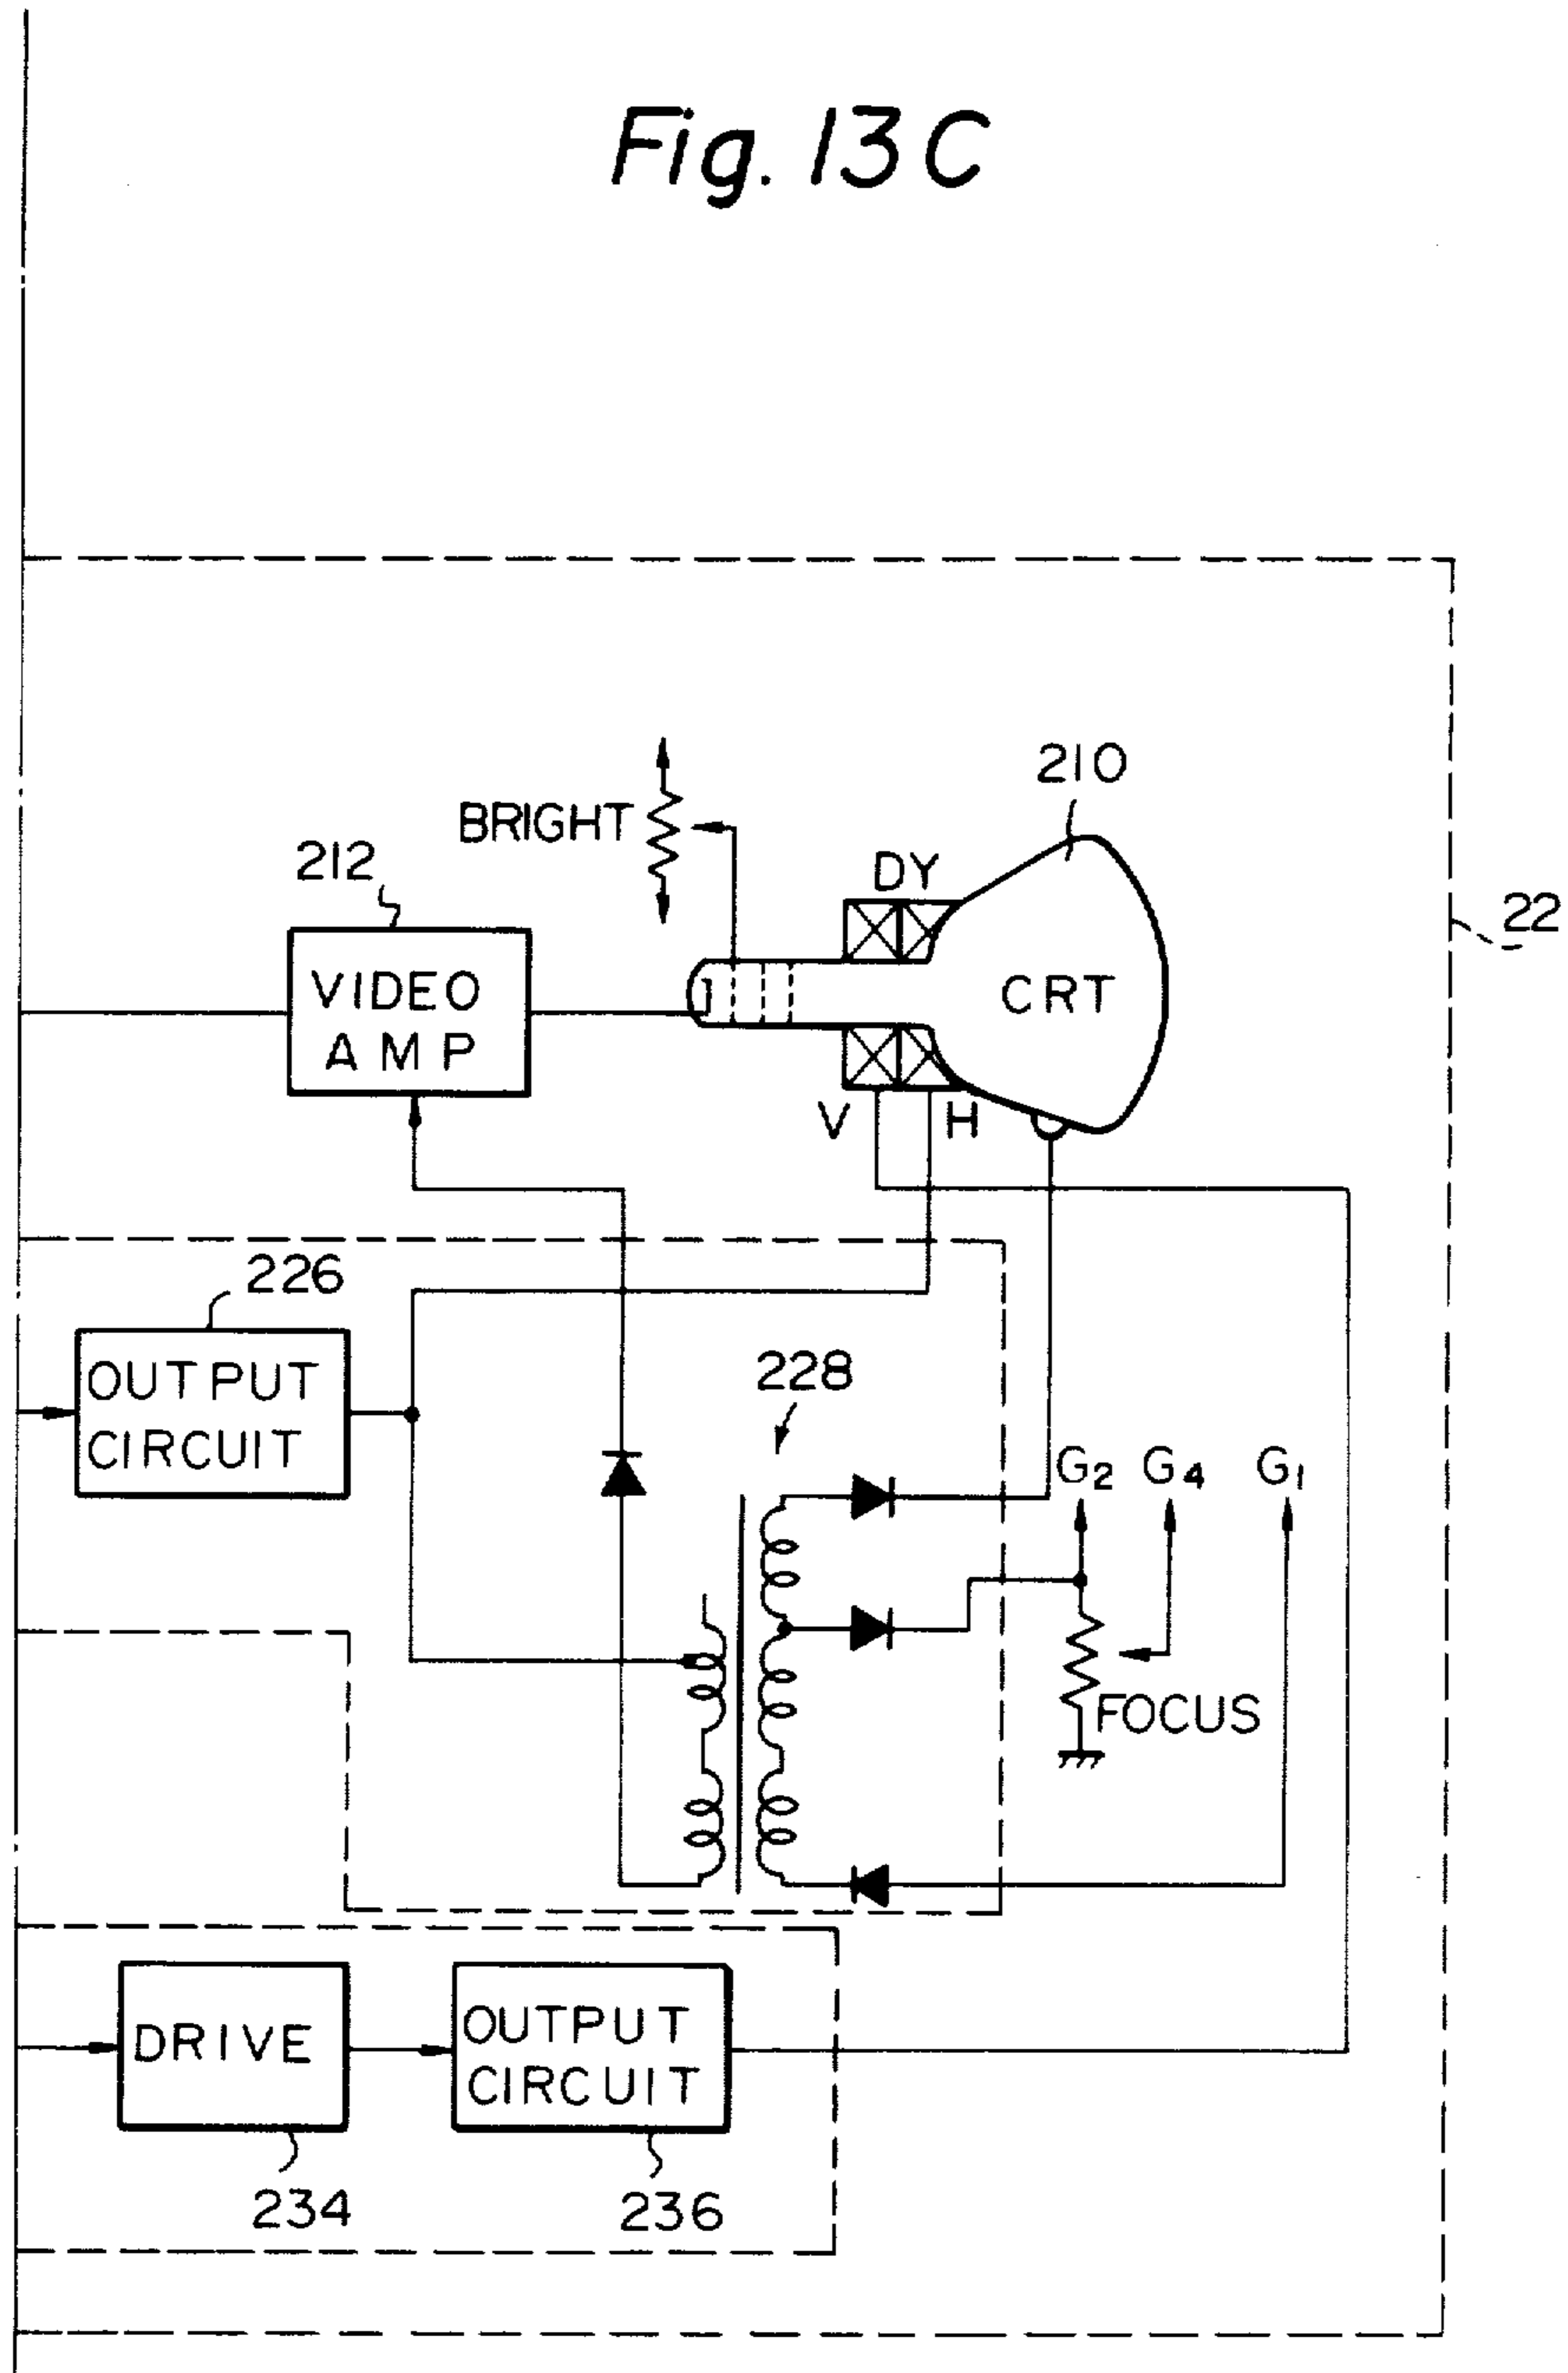 Fig. 13C
210
BRIGHT
212
DY
22
VIDEO
AMP
CRT
V
H
226
OUTPUT
CIRCUIT
228
G2
G4
G1
FOCUS
DRIVE
OUTPUT
CIRCUIT
234
236